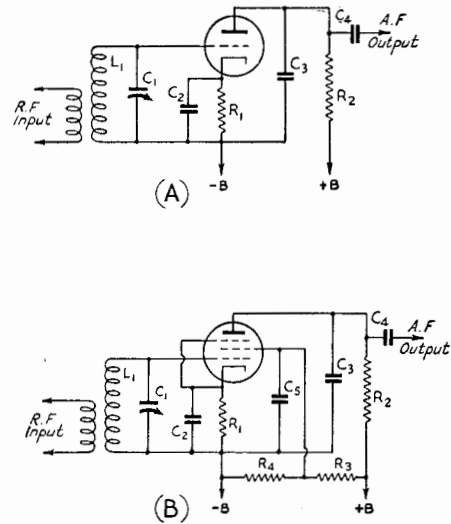 C4
A.F
Output
L1
C1
C2
C3
R1
R2
R.F
Input
-B
+B
(A)
C4
A.F
Output
L1
C1
C2
C5
C3
R1
R2
R.F
Input
R4
R3
-B
+B
(B)